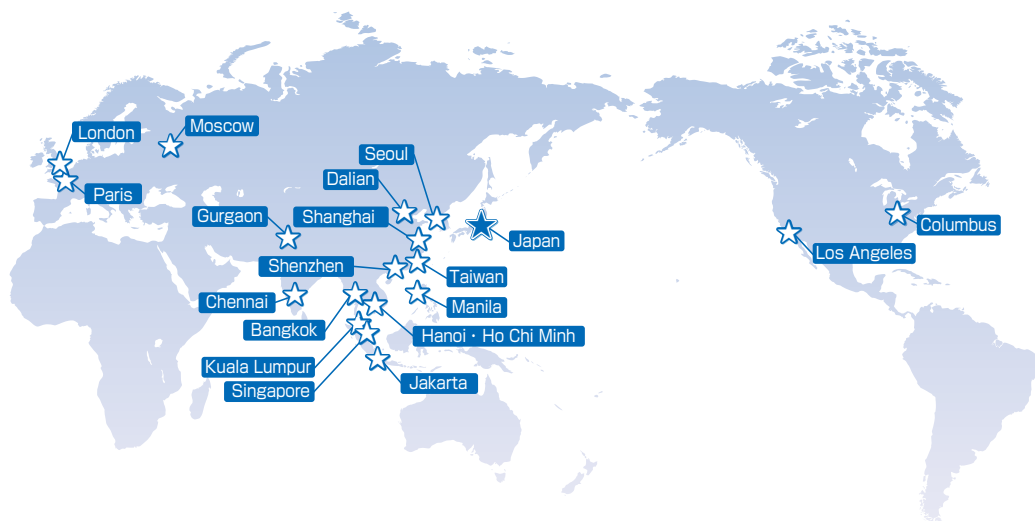 London
Moscow
Seoul
Dalian
Paris
Gurgaon
Shanghai
Japan
Columbus
Los Angeles
Shenzhen
Taiwan
Chennai
Manila
Bangkok
Hanoi・Ho Chi Minh
Kuala Lumpur
Singapore
Jakarta